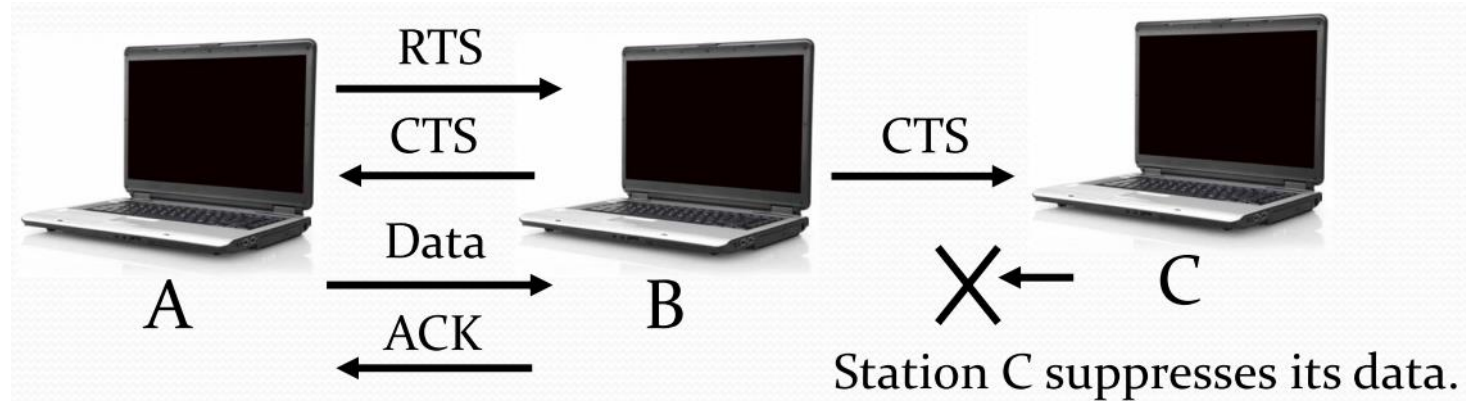 RTS
CTS
CTS
Data
A
B
C
ACK
Station C suppresses its data.